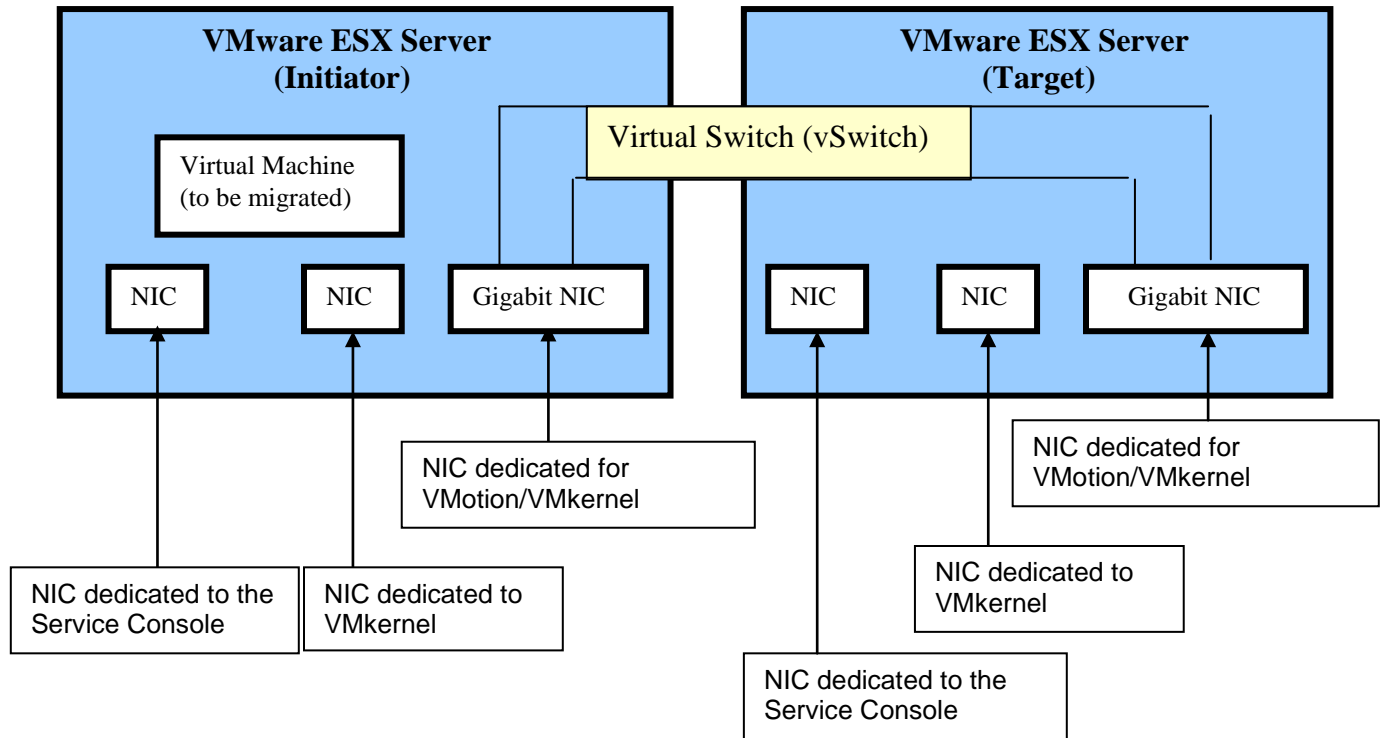 VMware ESX Server
(Initiator)
VMware ESX Server
(Target)
Virtual Switch (vSwitch)
Virtual Machine
(to be migrated)
NIC
NIC
Gigabit NIC
NIC
NIC
Gigabit NIC
NIC dedicated for
VMotion/VMkernel
NIC dedicated for
VMotion/VMkernel
NIC dedicated to the
Service Console
NIC dedicated to
VMkernel
NIC dedicated to
VMkernel
NIC dedicated to the
Service Console